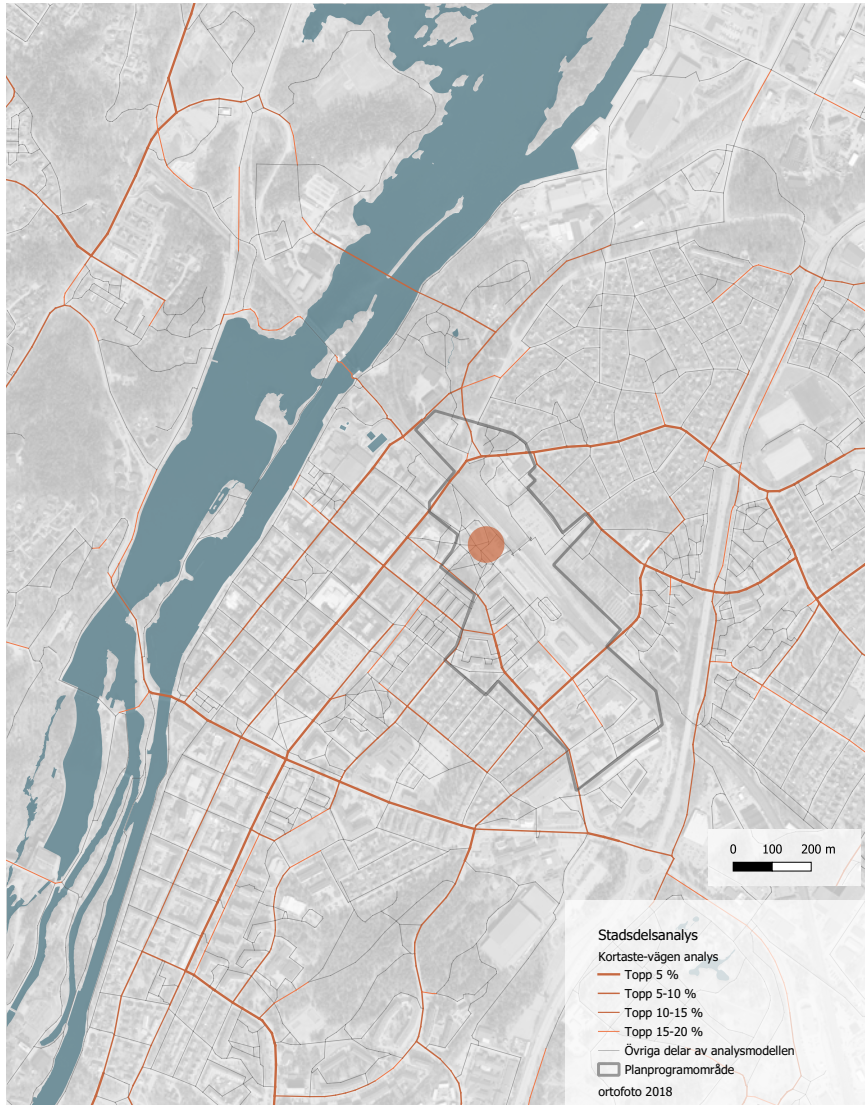 0 100 200 m
Stadsdelsanalys
Kortaste-vägen analys
Topp 5 %
Topp 5-10 %
Topp 10-15 %
Topp 15-20 %
Övriga delar av analysmodellen
Planprogramområde
ortofoto 2018